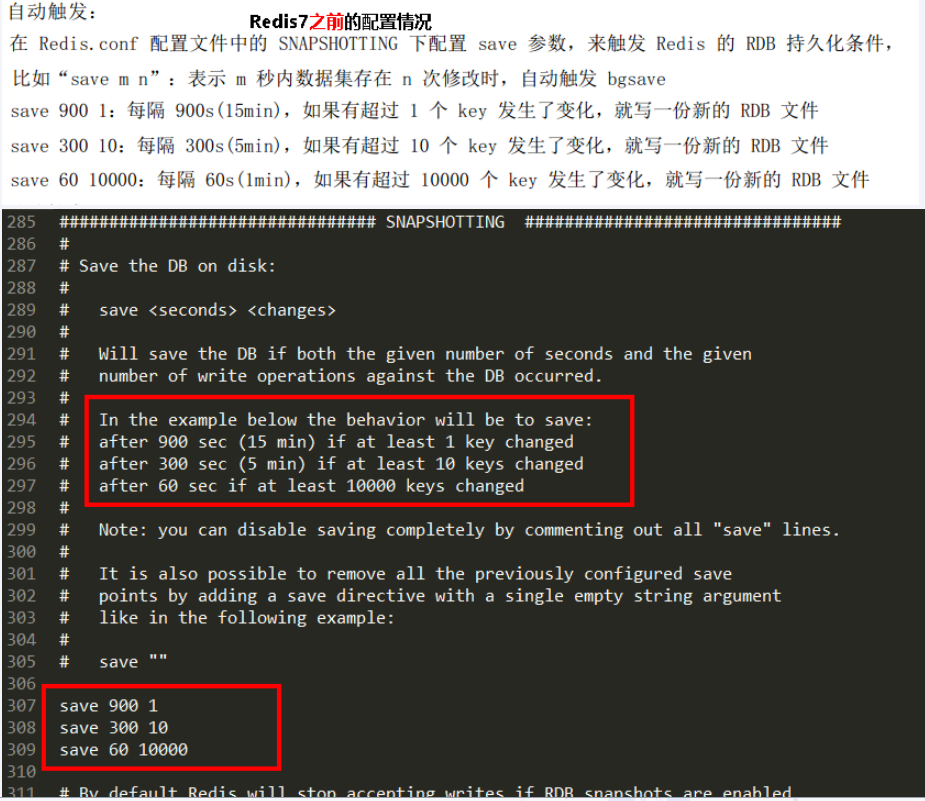 自动触发：
Redis7之前的配置情况
在 Redis.conf 配置文件中的 SNAPSHOTTING 下配置 save 参数，来触发 Redis 的 RDB 持久化条件，
比如“save m n”：表示 m 秒内数据集存在 n 次修改时，自动触发 bgsave
save 900 1：每隔 900s(15min)，如果有超过 1 个 key 发生了变化，就写一份新的 RDB 文件
save 300 10：每隔 300s(5min)，如果有超过 10 个 key 发生了变化，就写一份新的 RDB 文件
save 60 10000：每隔 60s(1min)，如果有超过 10000 个 key 发生了变化，就写一份新的 RDB 文件
285 ################################ SNAPSHOTTING ################################
286 #
287 # Save the DB on disk:
288 #
289 # save <seconds> <changes>
290 #
291 # Will save the DB if both the given number of seconds and the given
292 # number of write operations against the DB occurred.
293 #
294 # In the example below the behavior will be to save:
295 # after 900 sec (15 min) if at least 1 key changed
296 # after 300 sec (5 min) if at least 10 keys changed
297 # after 60 sec if at least 10000 keys changed
298 #
299 # Note: you can disable saving completely by commenting out all "save" lines.
300 #
301 # It is also possible to remove all the previously configured save
302 # points by adding a save directive with a single empty string argument
303 # like in the following example:
304 #
305 # save ""
306
307 save 900 1
308 save 300 10
309 save 60 10000
310
311 # By default Redis will stop accepting writes if RDB snapshots are enabled